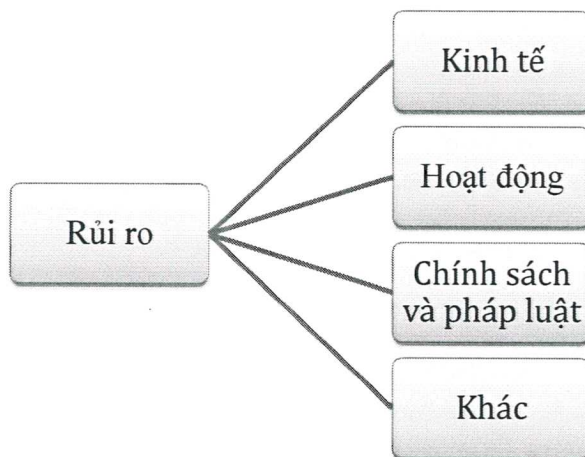 Rủi ro
Kinh tế
Hoạt động
Chính sách
và pháp luật
Khác